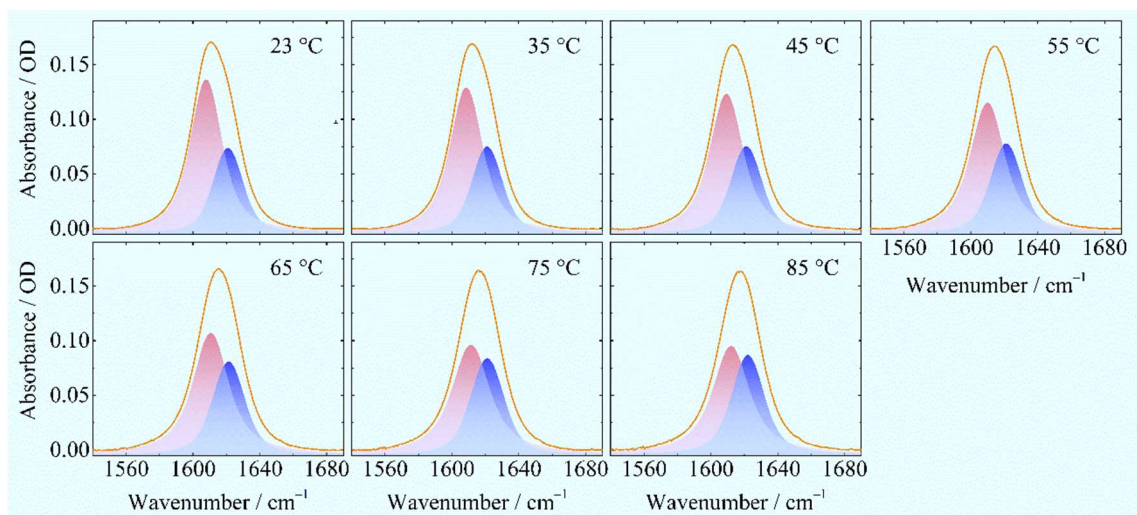 23 °C
35 °C
45 °C
55 °C
Absorbance / OD
0.15
0.10
0.05
0.00
1560 1600 1640 1680
Wavenumber / cm⁻¹
65 °C
75 °C
85 °C
Absorbance / OD
0.15
0.10
0.05
0.00
1560 1600 1640 1680
1560 1600 1640 1680
1560 1600 1640 1680
Wavenumber / cm⁻¹
Wavenumber / cm⁻¹
Wavenumber / cm⁻¹